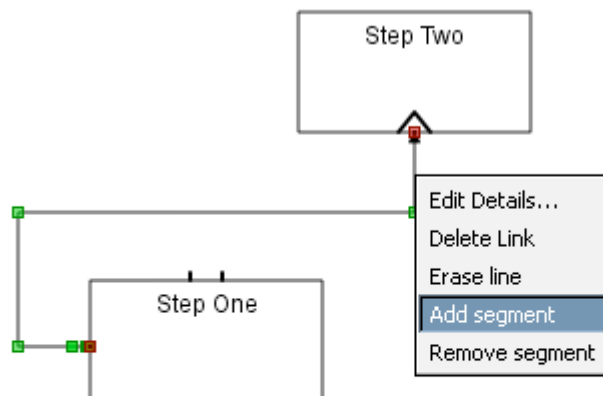 Step Two
Edit Details...
Delete Link
Erase line
Add segment
Remove segment
Step One